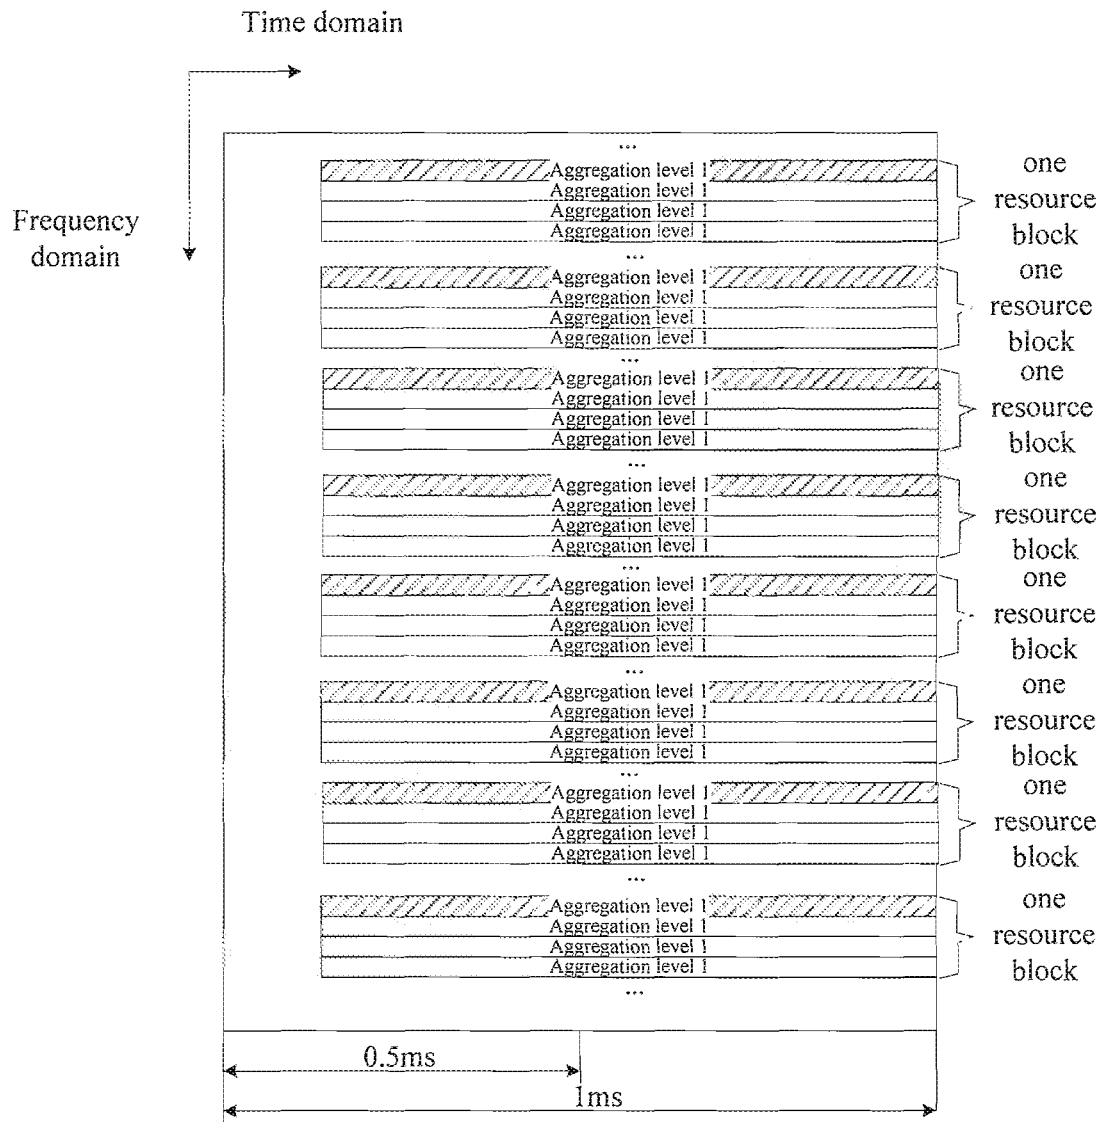 Time domain
Frequency
domain
...
Aggregation level 1
Aggregation level 1
Aggregation level 1
Aggregation level 1
one
resource
block
...
Aggregation level 1
Aggregation level 1
Aggregation level 1
Aggregation level 1
one
resource
block
...
Aggregation level 1
Aggregation level 1
Aggregation level 1
Aggregation level 1
one
resource
block
...
Aggregation level 1
Aggregation level 1
Aggregation level 1
Aggregation level 1
one
resource
block
...
Aggregation level 1
Aggregation level 1
Aggregation level 1
Aggregation level 1
one
resource
block
...
Aggregation level 1
Aggregation level 1
Aggregation level 1
Aggregation level 1
one
resource
block
...
Aggregation level 1
Aggregation level 1
Aggregation level 1
Aggregation level 1
one
resource
block
...
Aggregation level 1
Aggregation level 1
Aggregation level 1
Aggregation level 1
one
resource
block
...
0.5ms
1ms